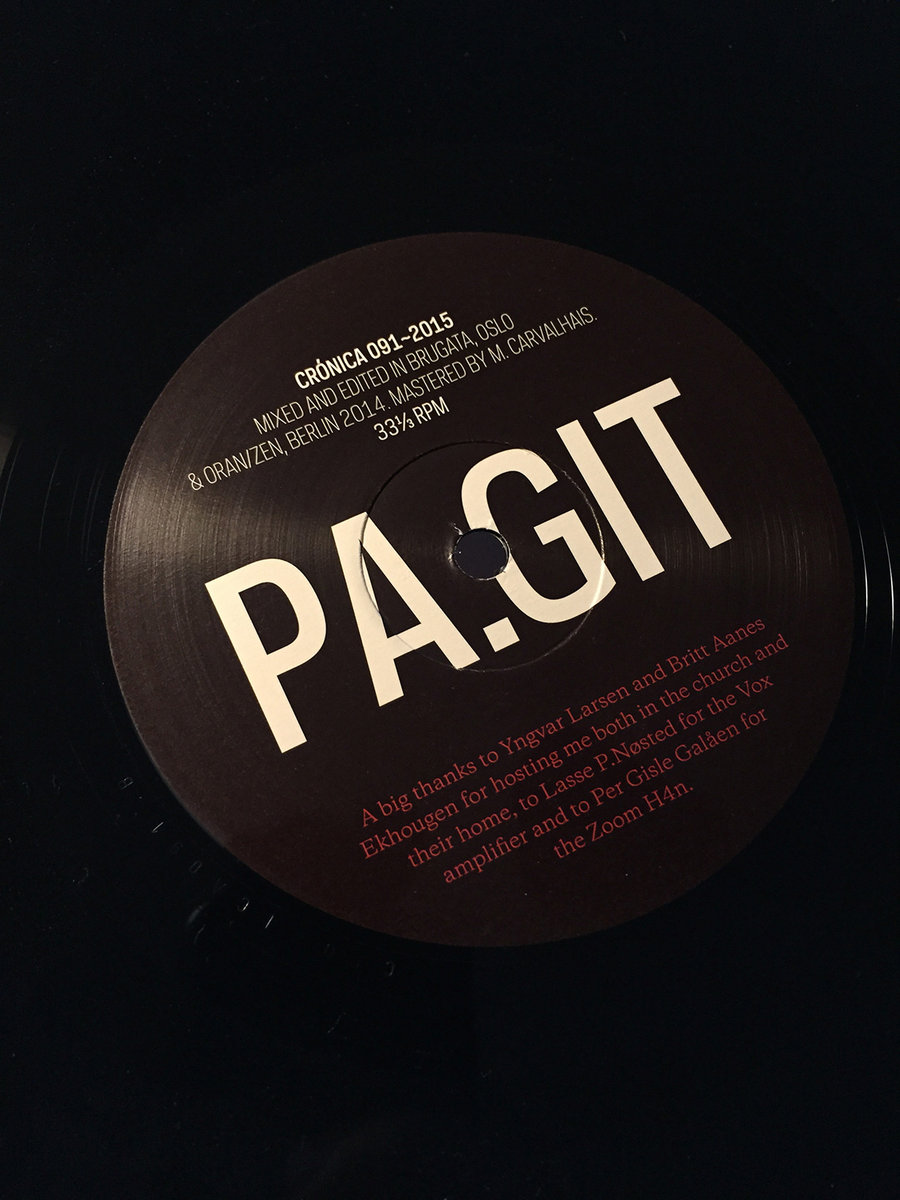 CRÓNICA 091~2015
MIXED AND EDITED IN BRUGATA, OSLO
& ORAN/ZEN, BERLIN 2014. MASTERED BY M. CARVALHAIS.
33⅓ RPM
PA.GIT
A big thanks to Yngvar Larsen and Britt Aanes
Ekhougen for hosting me both in the church and
their home, to Lasse P.Nøsted for the Vox
amplifier and to Per Gisle Galåen for
the Zoom H4n.